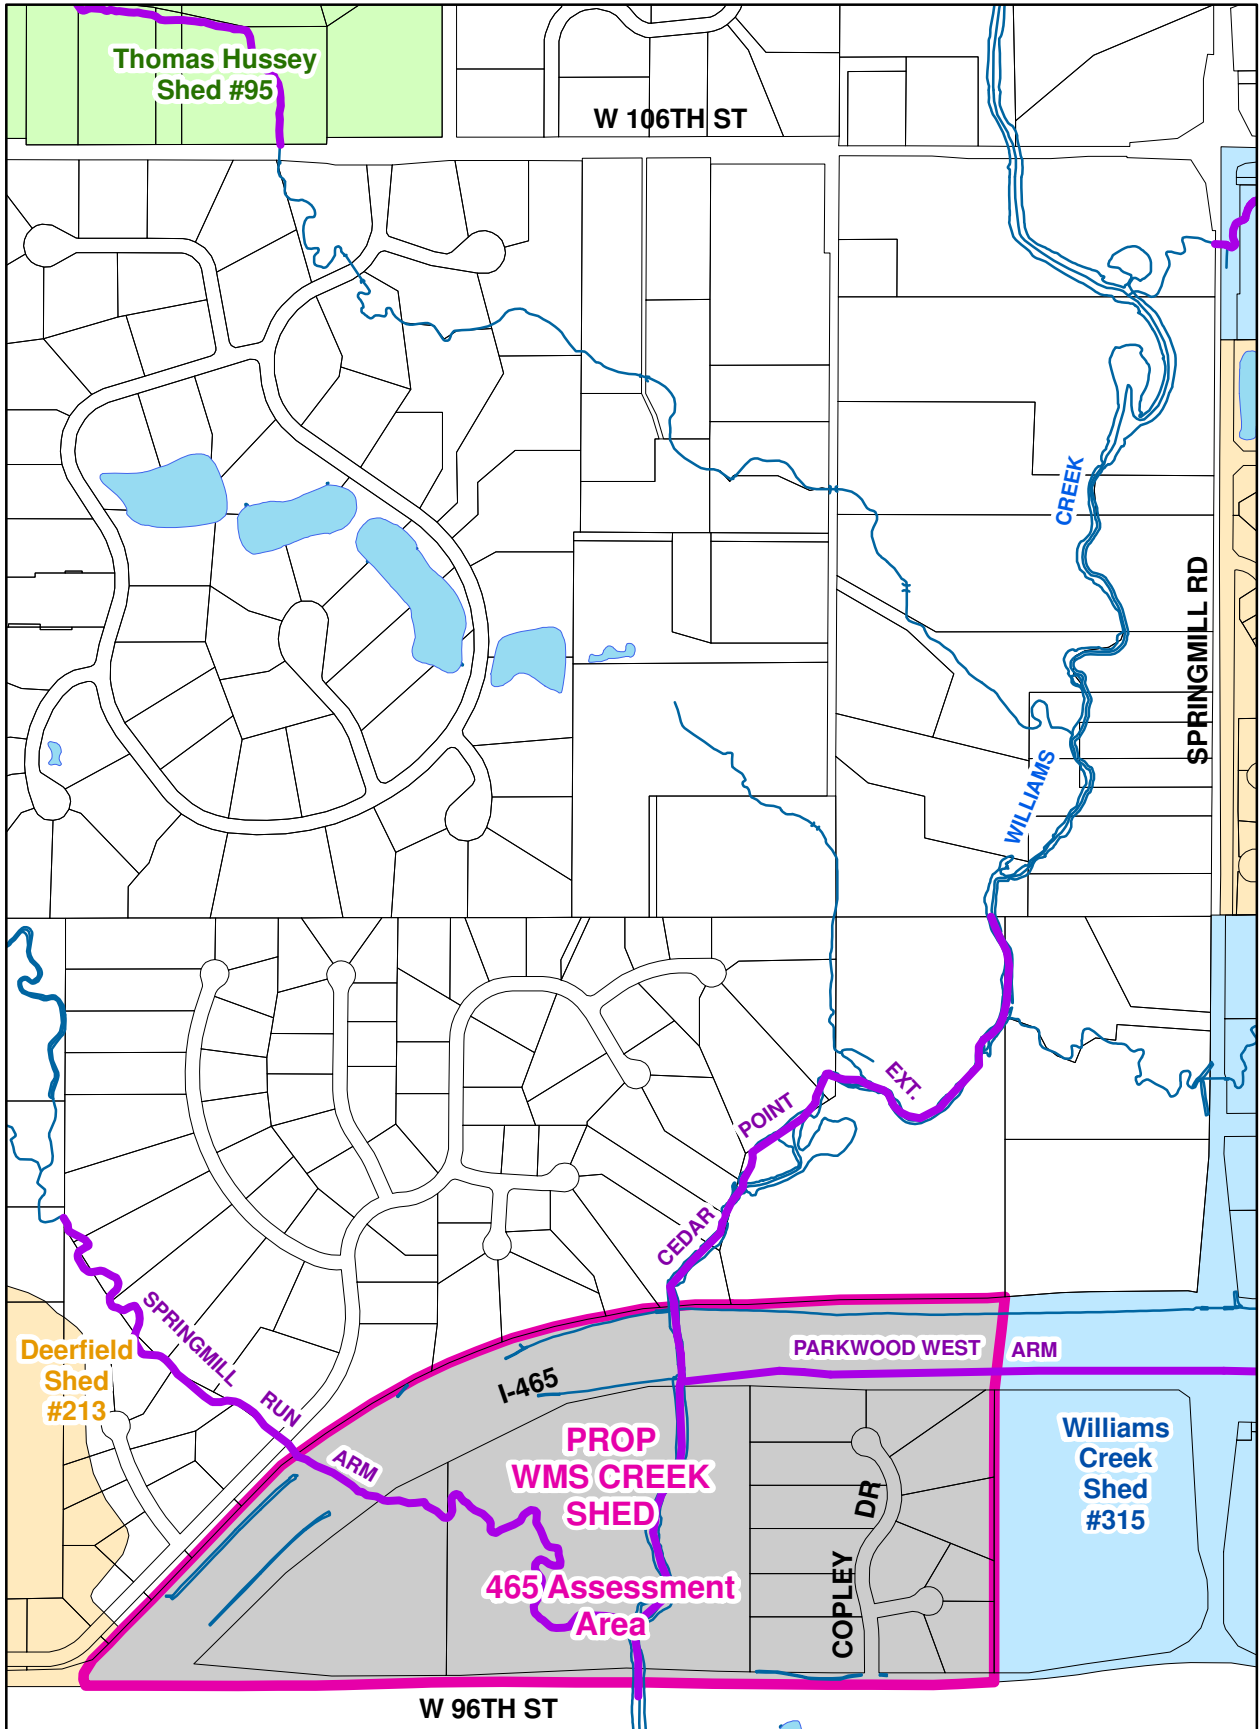 Thomas Hussey
Shed #95
W 106TH ST
CREEK
SPRINGMILL RD
WILLIAMS
EXT.
POINT
CEDAR
SPRINGMILL
RUN
ARM
Deerfield
Shed
#213
I-465
PARKWOOD WEST
ARM
PROP
WMS CREEK
SHED
Williams
Creek
Shed
#315
DR
COPLEY
465 Assessment
Area
W 96TH ST